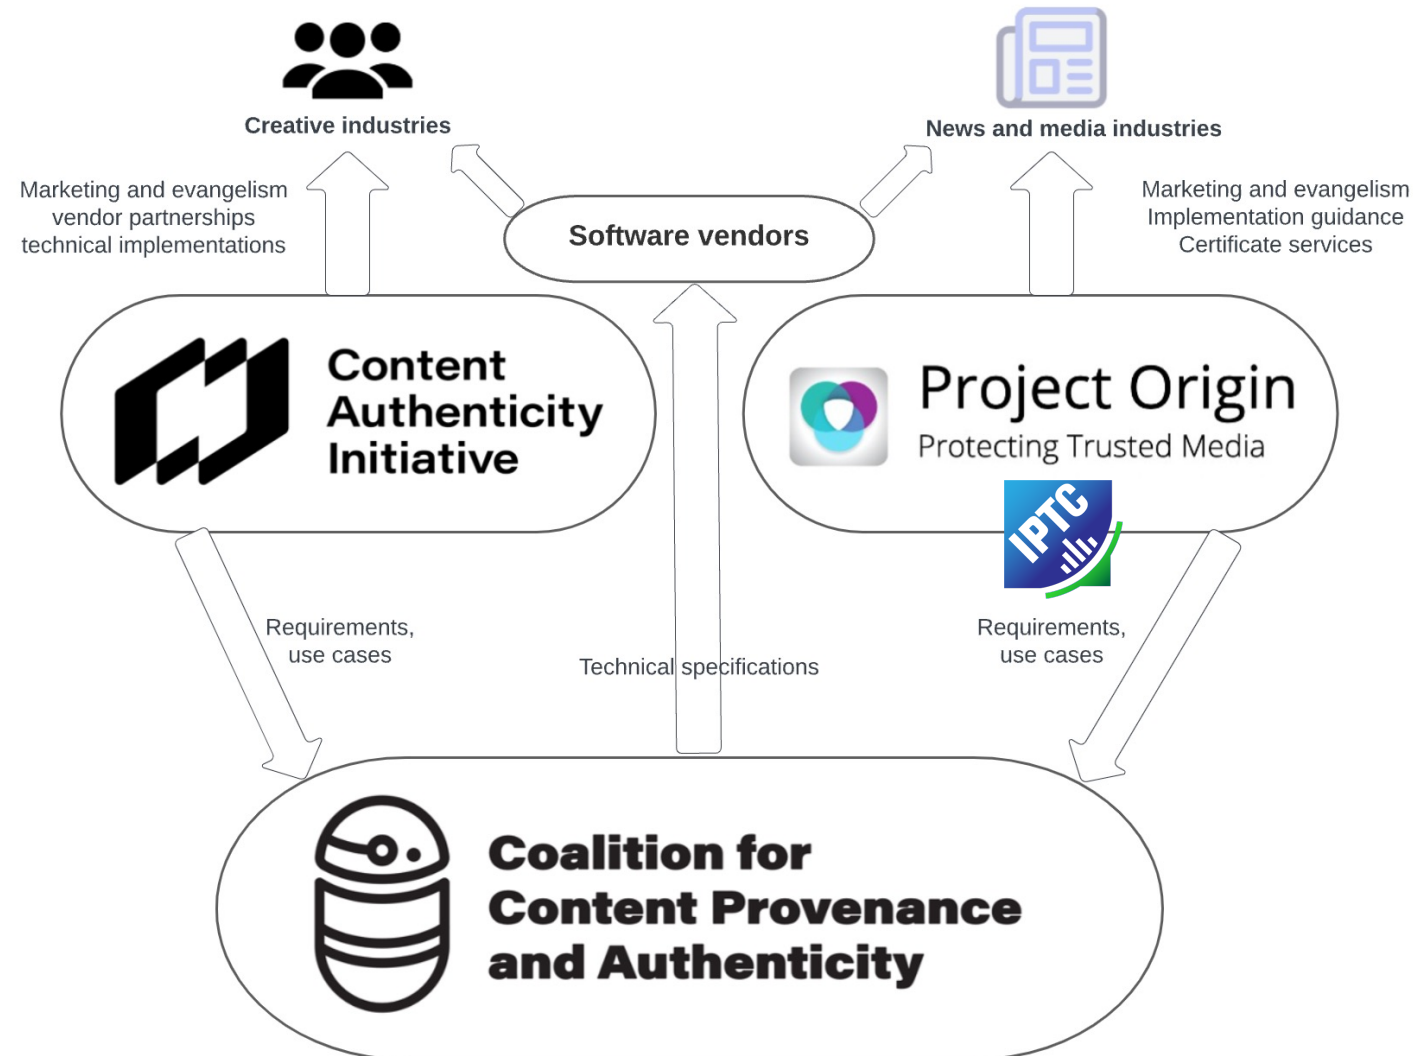 Creative industries
News and media industries
Marketing and evangelism
vendor partnerships
technical implementations
Software vendors
Marketing and evangelism
Implementation guidance
Certificate services
Content
Authenticity
Initiative
Project Origin
Protecting Trusted Media
IPTC
Requirements,
use cases
Technical specifications
Requirements,
use cases
Coalition for
Content Provenance
and Authenticity